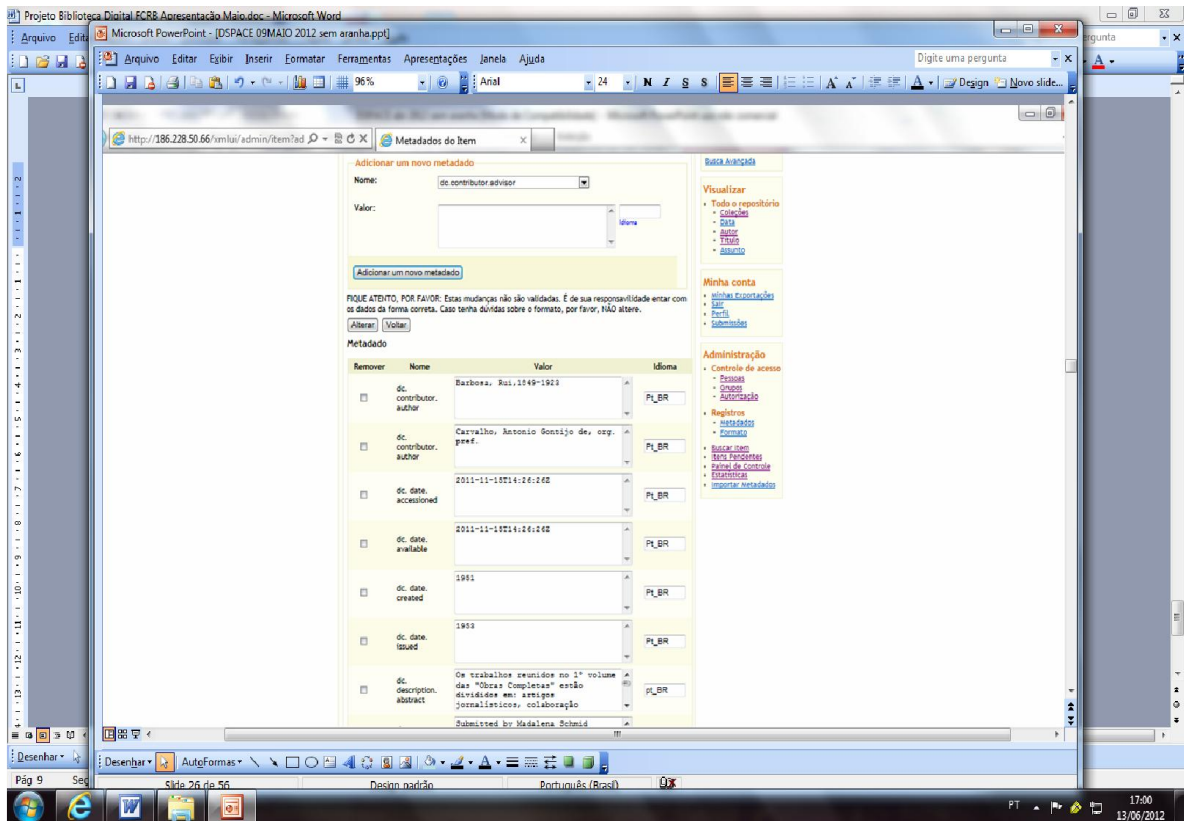 Projeto Biblioteca Digital FCRB Apresentação Maio.doc - Microsoft Word
Microsoft PowerPoint - [DSPACE 09MAIO 2012 sem aranha.ppt]
Arquivo Editar Exibir Inserir Formatar Ferramentas Apresentações Janela Ajuda
Digite uma pergunta
96%
Arial
24
N I S S
Design
Novo slide...
http://186.228.50.66/xmlui/admin/item?ad
Metadados do Item
Adicionar um novo metadado
Nome:
dc.contributor.advisor
Valor:
Idioma
Adicionar um novo metadado
FIQUE ATENTO, POR FAVOR: Estas mudanças não são validadas. É de sua responsavilidade entar com
os dados da forma correta. Caso tenha dúvidas sobre o formato, por favor, NÃO altere.
Alterar
Voltar
Metadado
Remover Nome Valor Idioma
dc.
contributor.
author
Barbosa, Rui,1849-1923
Pt_BR
dc.
contributor.
author
Carvalho, Antonio Gontijo de, org.
pref.
Pt_BR
dc. date.
accessioned
2011-11-18T14:26:26Z
Pt_BR
dc. date.
available
2011-11-18T14:26:26Z
Pt_BR
dc. date.
created
1951
Pt_BR
dc. date.
issued
1953
Pt_BR
dc.
description.
abstract
Os trabalhos reunidos no 1º volume
das "Obras Completas" estão
divididos em: artigos
jornalísticos, colaboração
pt_BR
Submitted by Madalena Schmid
Busca Avançada
Visualizar
Todo o repositório
Coleções
Data
Autor
Título
Assunto
Minha conta
Minhas Exportações
Sair
Perfil
Submissões
Administração
Controle de acesso
Pessoas
Grupos
Autorização
Registros
Metadados
Formato
Buscar Item
Itens Pendentes
Painel de Controle
Estatísticas
Importar Metadados
Desenhar
Desenhar AutoFormas
Pág 9
Slide 26 de 56
Design padrão
Português (Brasil)
PT
17:00
13/06/2012